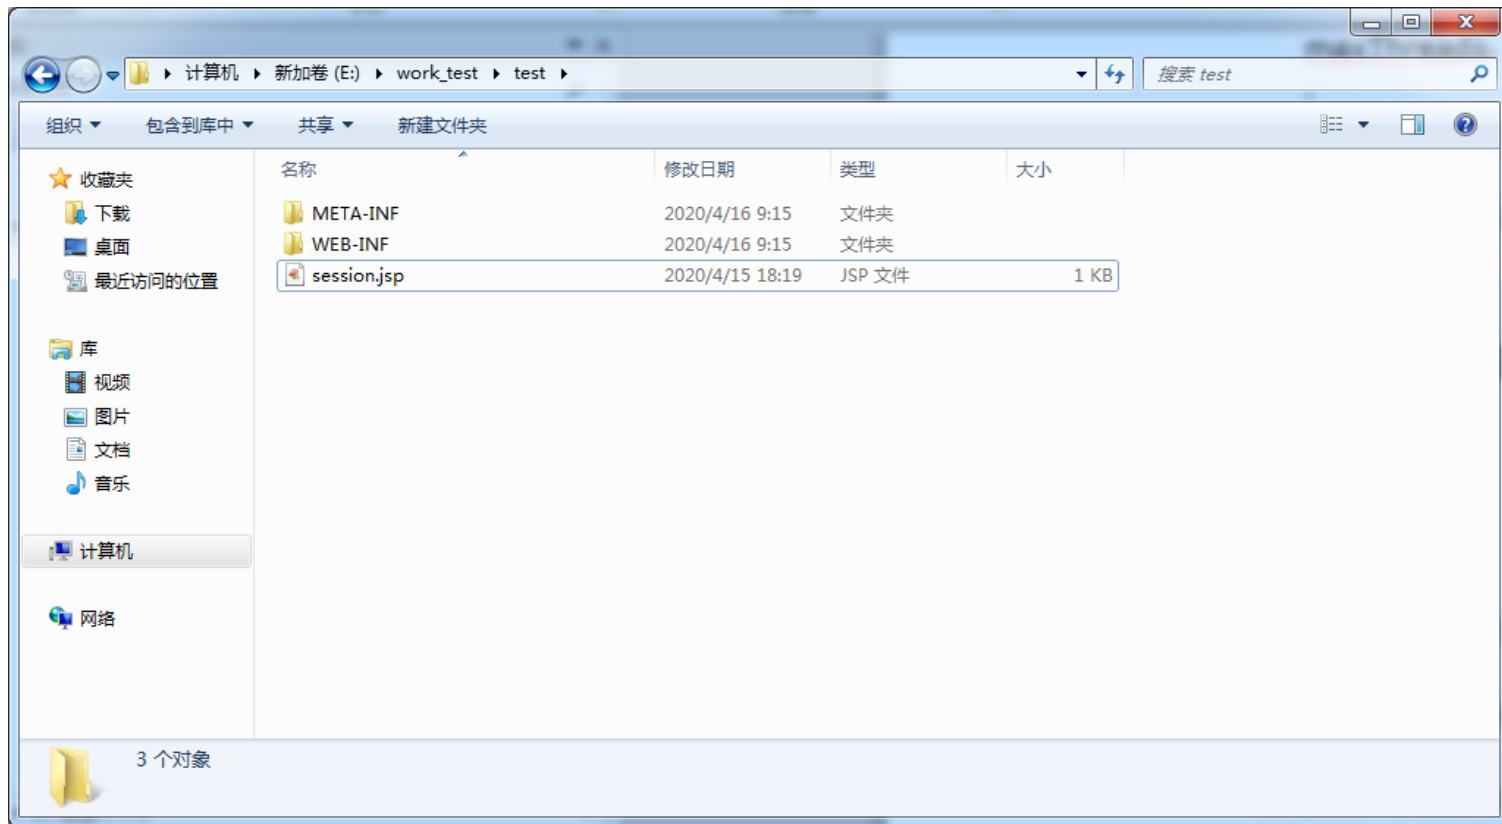 计算机 新加卷 (E:) work_test test
搜索 test
组织 包含到库中 共享 新建文件夹
名称 修改日期 类型 大小
收藏夹
下载
桌面
最近访问的位置
库
视频
图片
文档
音乐
计算机
网络
META-INF 2020/4/16 9:15 文件夹
WEB-INF 2020/4/16 9:15 文件夹
session.jsp 2020/4/15 18:19 JSP 文件 1 KB
3 个对象